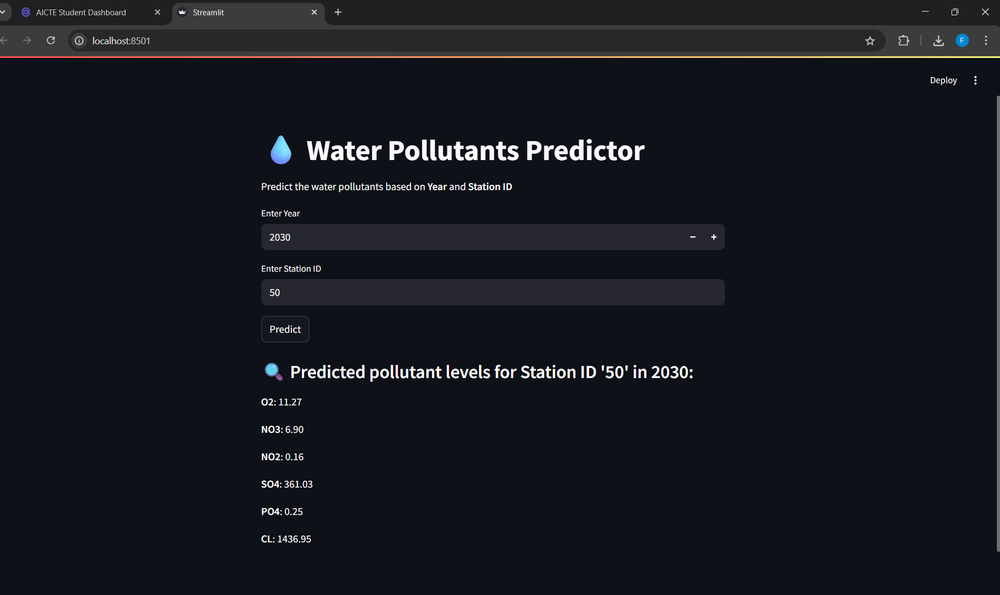 AICTE Student Dashboard
Streamlit
localhost:8501
F
Deploy
Water Pollutants Predictor
Predict the water pollutants based on Year and Station ID
Enter Year
2030
Enter Station ID
50
Predict
Predicted pollutant levels for Station ID '50' in 2030:
O2: 11.27
NO3: 6.90
NO2: 0.16
SO4: 361.03
PO4: 0.25
CL: 1436.95